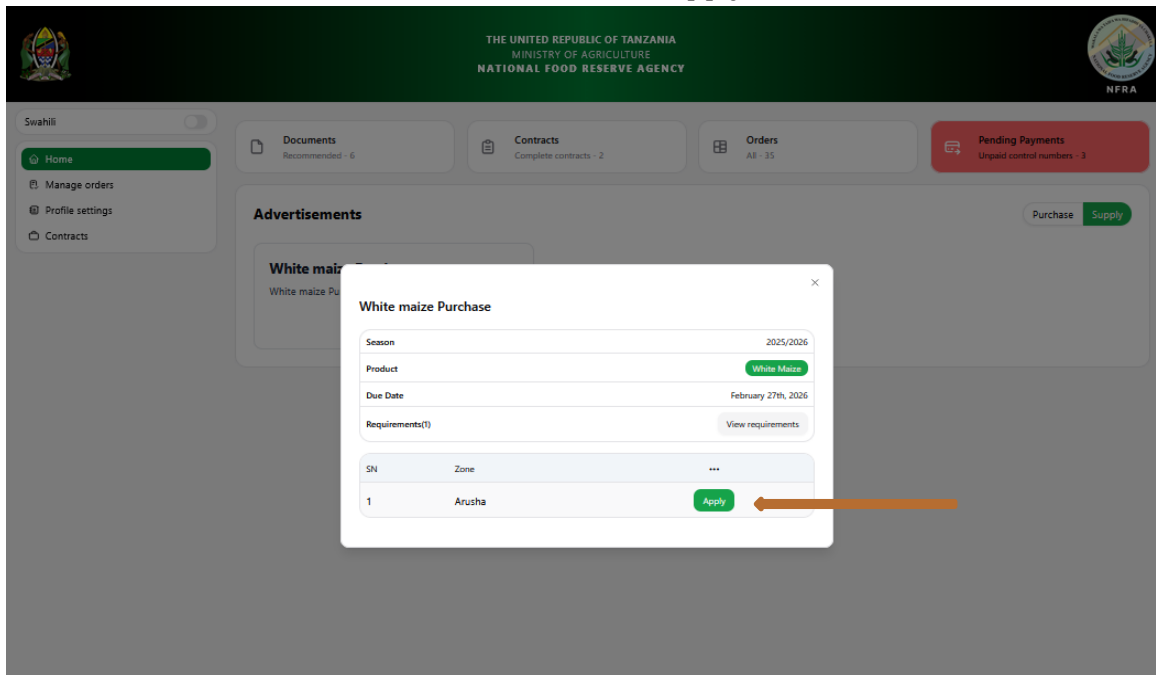 THE UNITED REPUBLIC OF TANZANIA
MINISTRY OF AGRICULTURE
NATIONAL FOOD RESERVE AGENCY
NFRA
Swahili
Home
Manage orders
Profile settings
Contracts
Documents
Recommended - 6
Contracts
Complete contracts - 2
Orders
All - 35
Pending Payments
Unpaid control numbers - 3
Advertisements
Purchase Supply
White maiz
White maize Pu
White maize Purchase
Season 2025/2026
Product White Maize
Due Date February 27th, 2026
Requirements(1) View requirements
SN Zone •••
1 Arusha Apply